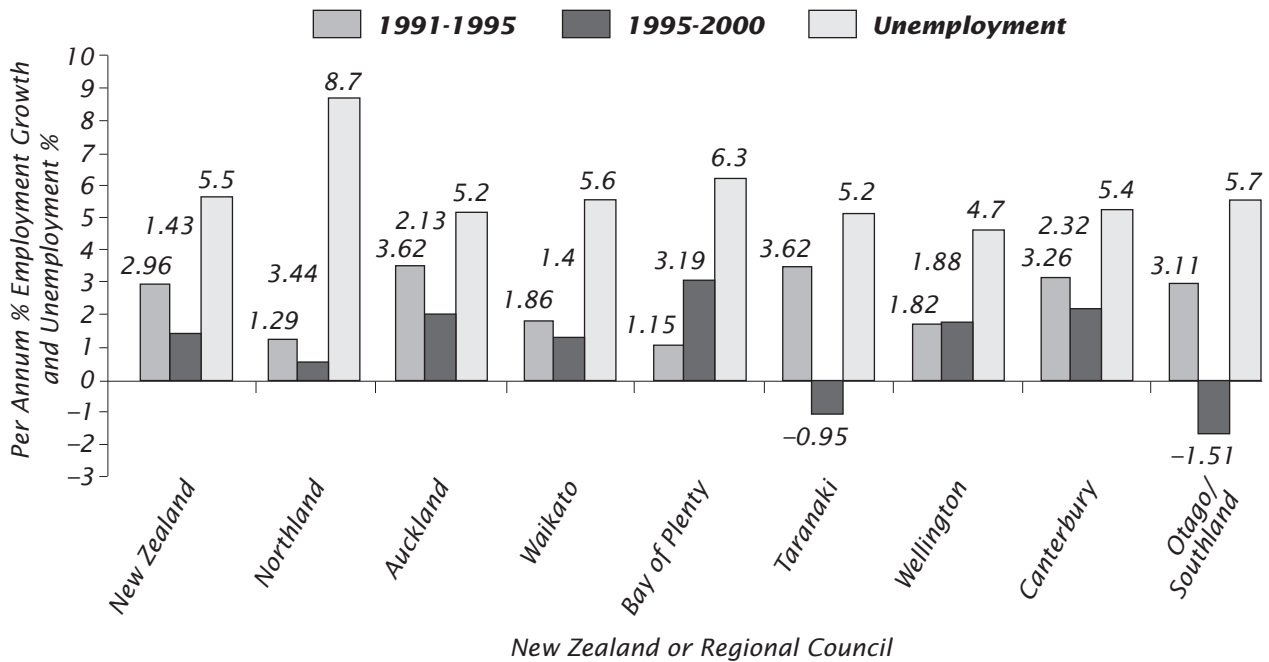 1991-1995 1995-2000 Unemployment
Per Annum % Employment Growth
and Unemployment %
10
9
8
7
6
5
4
3
2
1
0
–1
–2
–3
2.96 1.43 5.5
1.29 3.44 8.7
3.62 2.13 5.2
1.86 1.4 5.6
1.15 3.19 6.3
3.62 –0.95 5.2
1.82 1.88 4.7
3.26 2.32 5.4
3.11 –1.51 5.7
New Zealand
Northland
Auckland
Waikato
Bay of Plenty
Taranaki
Wellington
Canterbury
Otago/
Southland
New Zealand or Regional Council